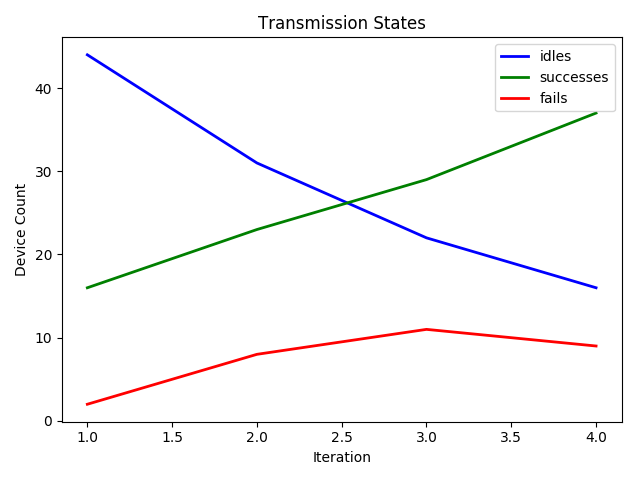 Transmission States
idles
successes
fails
Device Count
40
30
20
10
0
1.0 1.5 2.0 2.5 3.0 3.5 4.0
Iteration